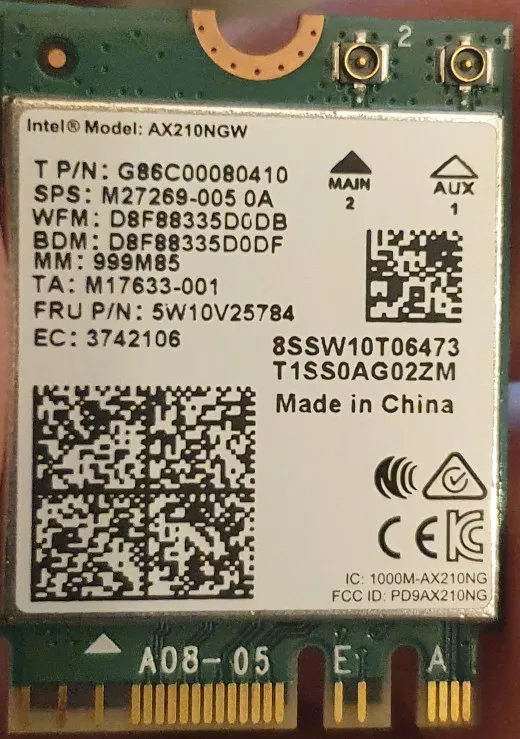 2
1
Intel® Model: AX210NGW
T P/N: G86C00080410
SPS: M27269-005 0A
WFM: D8F88335D0DB
BDM: D8F88335D0DF
MM: 999M85
TA: M17633-001
FRU P/N: 5W10V25784
EC: 3742106
MAIN
2
AUX
1
8SSW10T06473
T1SS0AG02ZM
Made in China
CE
IC: 1000M-AX210NG
FCC ID: PD9AX210NG
A08-05
E
A